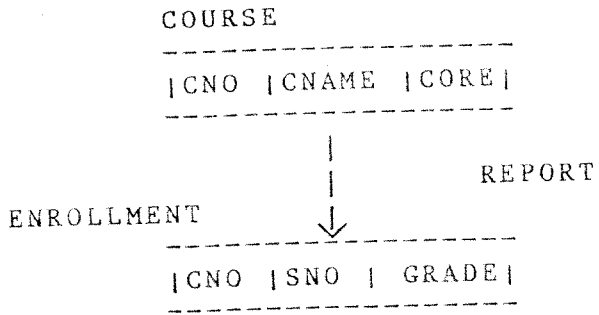 COURSE
|CNO |CNAME |CORE|
REPORT
ENROLLMENT
|CNO |SNO | GRADE|